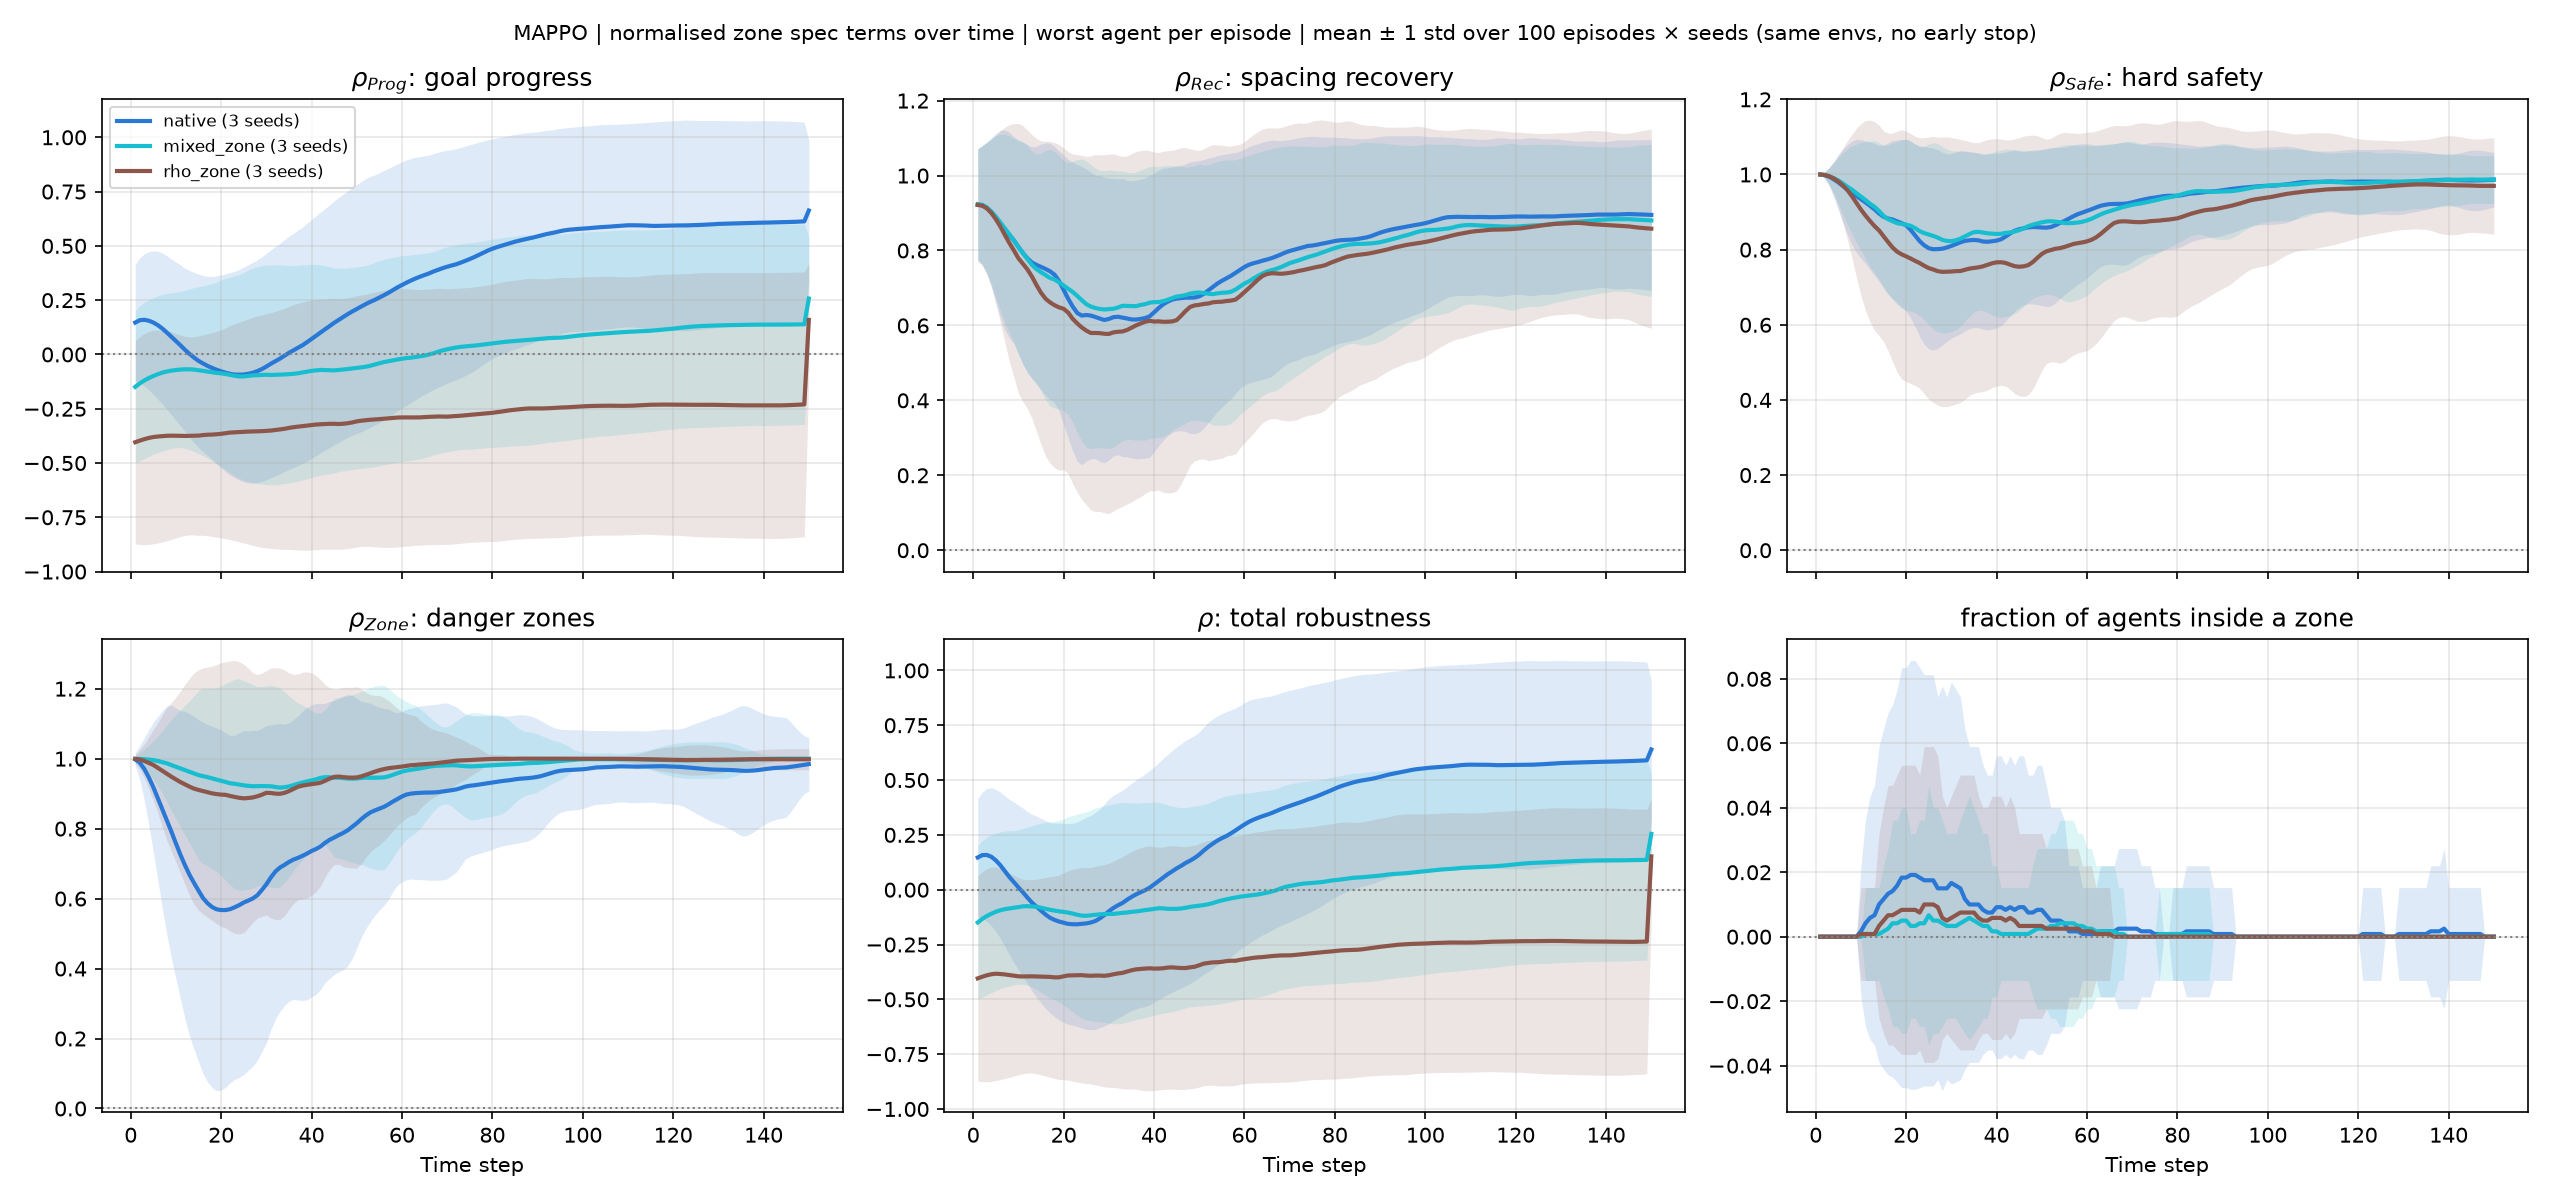 MAPPO | normalised zone spec terms over time | worst agent per episode | mean ± 1 std over 100 episodes × seeds (same envs, no early stop)
ρProg: goal progress
native (3 seeds)
mixed_zone (3 seeds)
rho_zone (3 seeds)
1.00
0.75
0.50
0.25
0.00
−0.25
−0.50
−0.75
−1.00
ρRec: spacing recovery
1.2
1.0
0.8
0.6
0.4
0.2
0.0
ρSafe: hard safety
1.2
1.0
0.8
0.6
0.4
0.2
0.0
ρZone: danger zones
1.2
1.0
0.8
0.6
0.4
0.2
0.0
0 20 40 60 80 100 120 140
Time step
ρ: total robustness
1.00
0.75
0.50
0.25
0.00
−0.25
−0.50
−0.75
−1.00
0 20 40 60 80 100 120 140
Time step
fraction of agents inside a zone
0.08
0.06
0.04
0.02
0.00
−0.02
−0.04
0 20 40 60 80 100 120 140
Time step